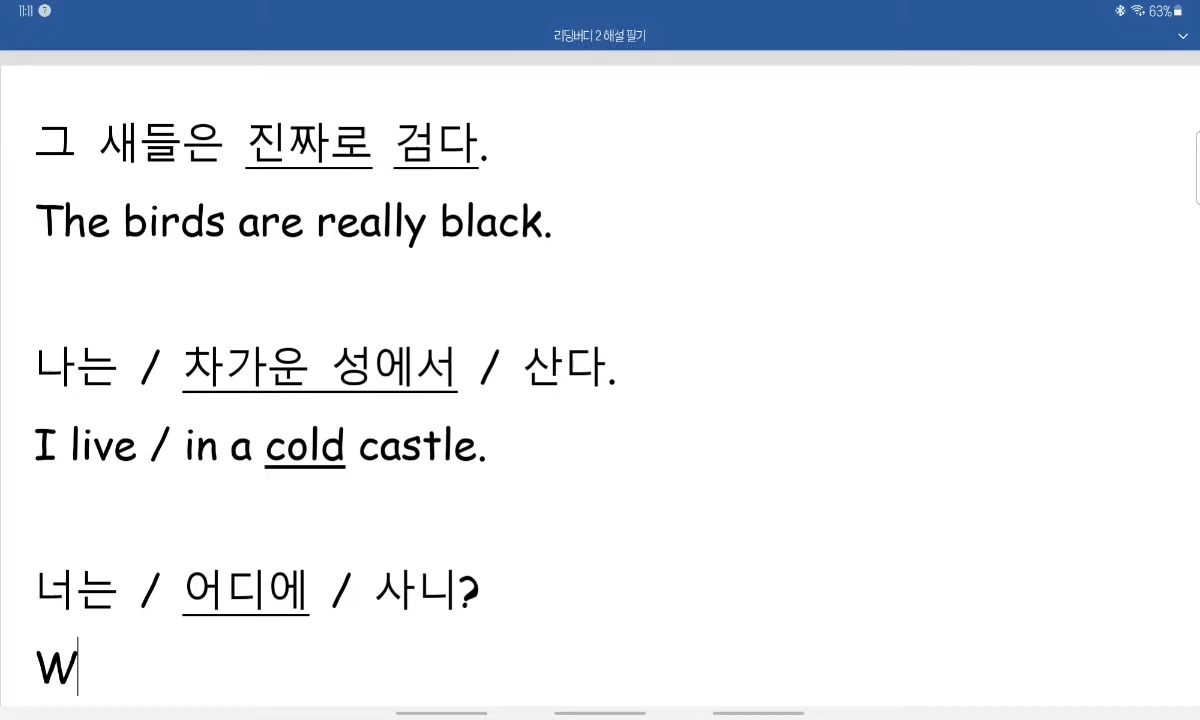 11:11 ? 63%
리딩버디 2 해설 필기
그 새들은 진짜로 검다.
The birds are really black.
나는 / 차가운 성에서 / 산다.
I live / in a cold castle.
너는 / 어디에 / 사니?
W